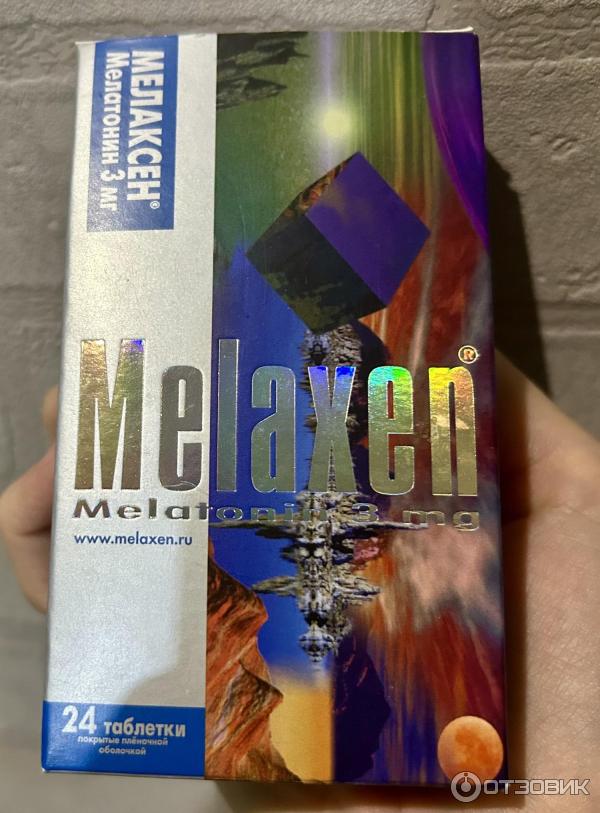 МЕЛАКСЕН®
Мелатонин 3 мг
Melaxen®
Melatonin 3 mg
www.melaxen.ru
24 таблетки
покрытые плёночной
оболочкой
ОТЗОВИК